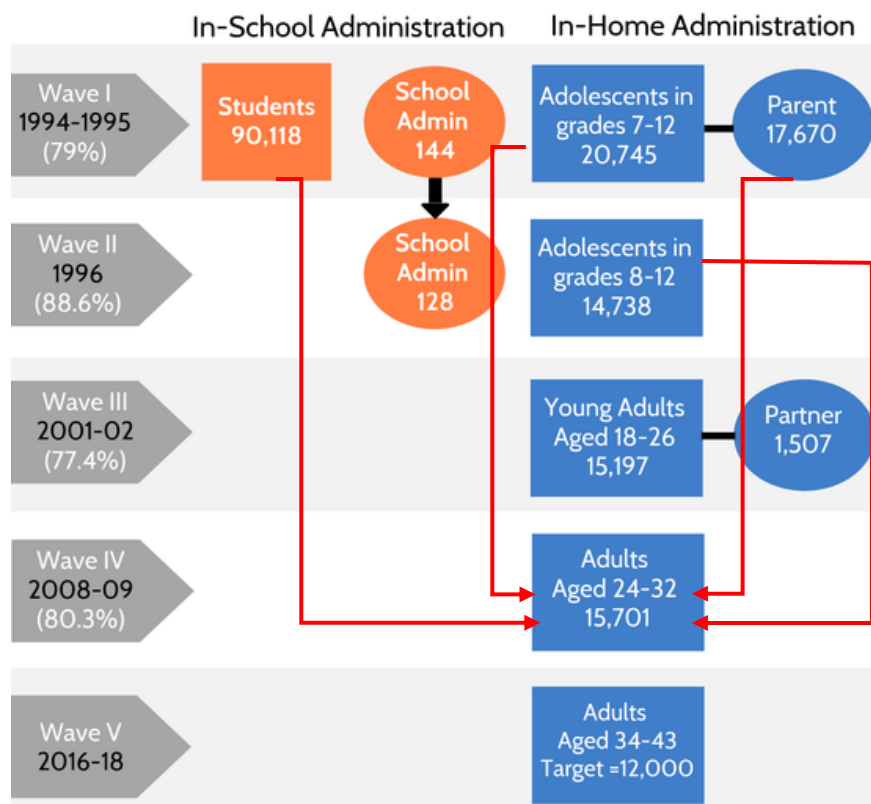 In-School Administration
In-Home Administration
Wave I
1994-1995
(79%)
Students
90,118
School
Admin
144
Adolescents in
grades 7-12
20,745
Parent
17,670
Wave II
1996
(88.6%)
School
Admin
128
Adolescents in
grades 8-12
14,738
Wave III
2001-02
(77.4%)
Young Adults
Aged 18-26
15,197
Partner
1,507
Wave IV
2008-09
(80.3%)
Adults
Aged 24-32
15,701
Wave V
2016-18
Adults
Aged 34-43
Target =12,000